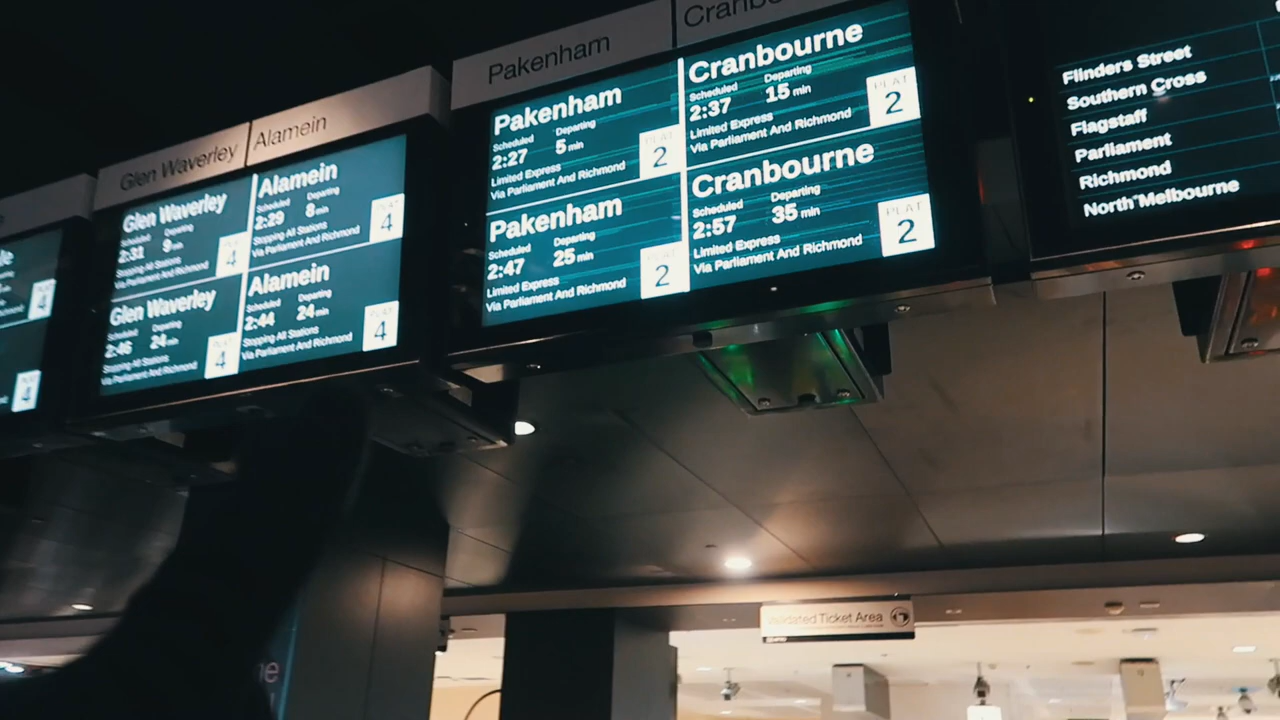 Glen Waverley
Alamein
Pakenham
4
4
Glen Waverley
Scheduled
Departing
2:31
9 min
Stopping All Stations
Via Parliament And Richmond
PLAT
4
Glen Waverley
Scheduled
Departing
2:46
24 min
Stopping All Stations
Via Parliament And Richmond
PLAT
4
Alamein
Scheduled
Departing
2:29
8 min
Stopping All Stations
Via Parliament And Richmond
PLAT
4
Alamein
Scheduled
Departing
2:44
24 min
Stopping All Stations
Via Parliament And Richmond
PLAT
4
Pakenham
Scheduled
Departing
2:27
5 min
Limited Express
Via Parliament And Richmond
PLAT
2
Pakenham
Scheduled
Departing
2:47
25 min
Limited Express
Via Parliament And Richmond
PLAT
2
Cranbourne
Scheduled
Departing
2:37
15 min
Limited Express
Via Parliament And Richmond
PLAT
2
Cranbourne
Scheduled
Departing
2:57
35 min
Limited Express
Via Parliament And Richmond
PLAT
2
Flinders Street
Southern Cross
Flagstaff
Parliament
Richmond
North Melbourne
Validated Ticket Area